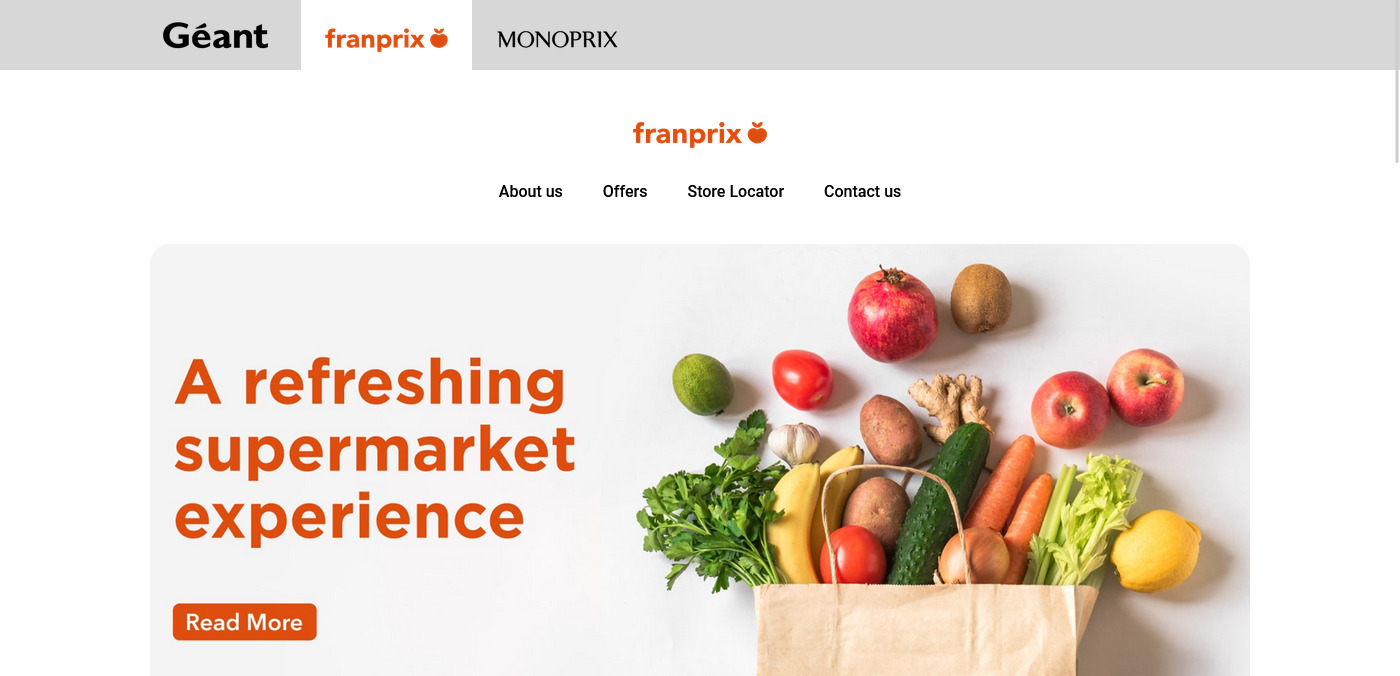 Géant
franprix
MONOPRIX
franprix
About us
Offers
Store Locator
Contact us
A refreshing
supermarket
experience
Read More